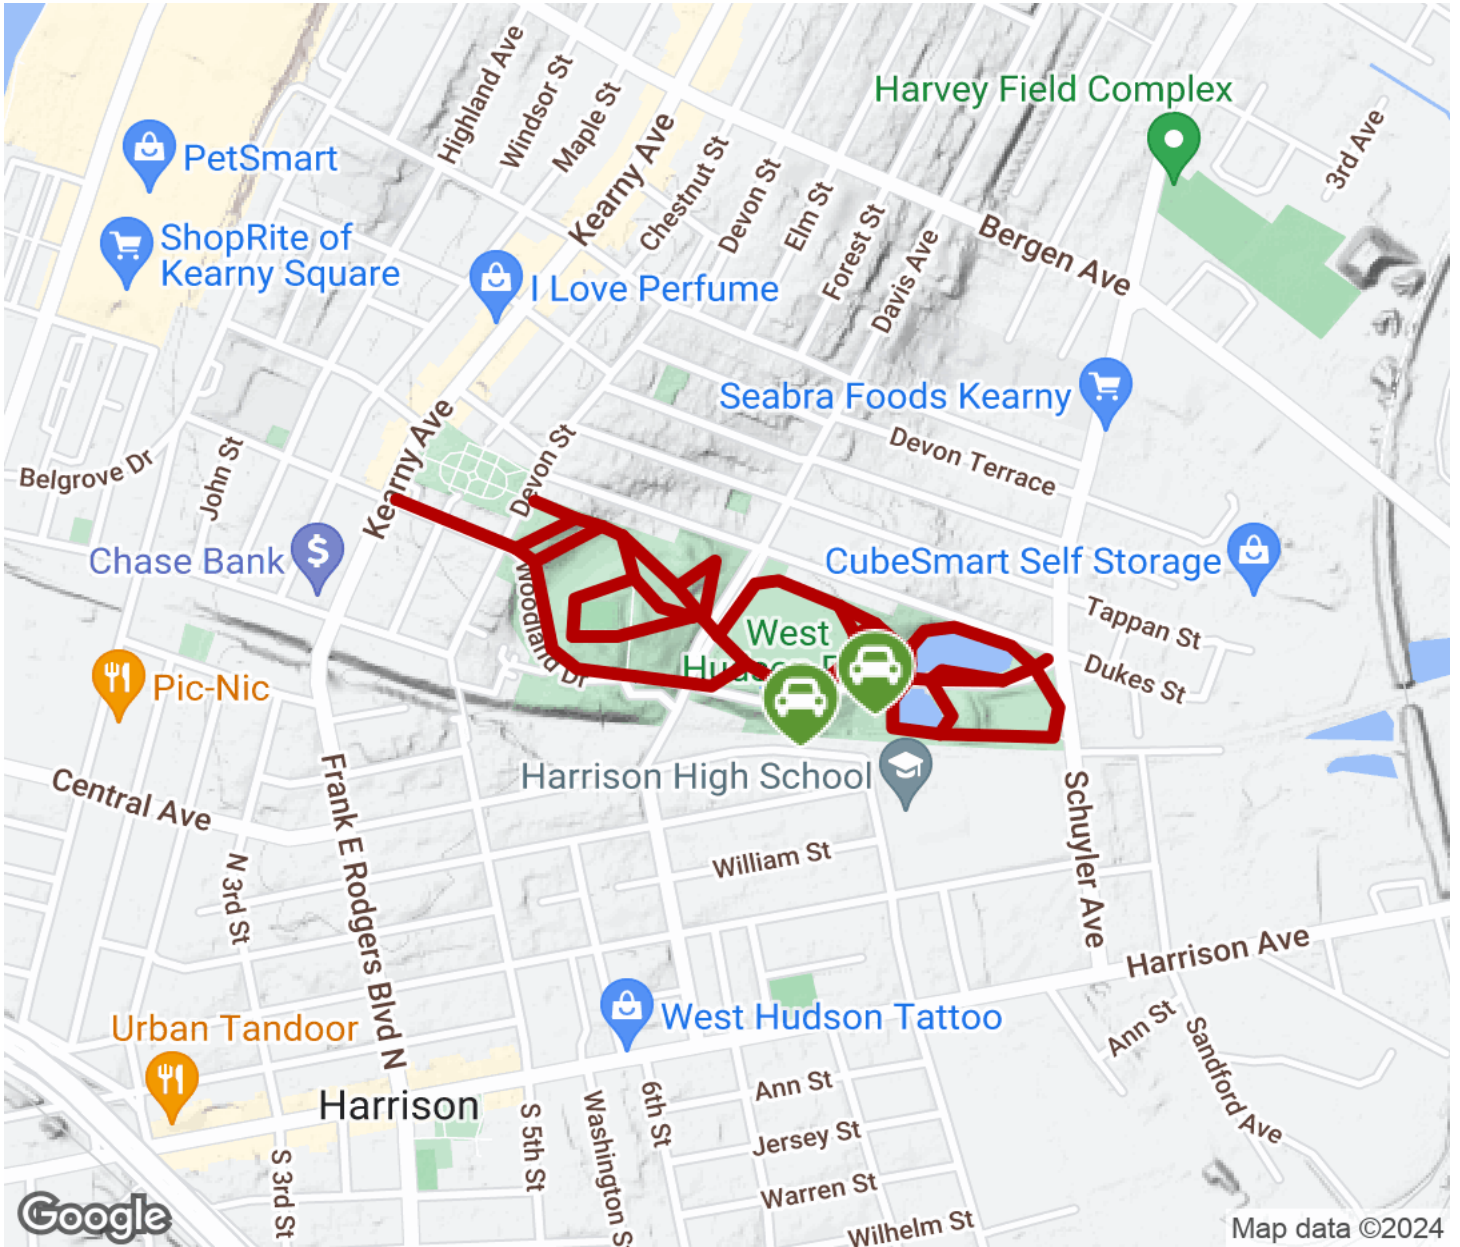 Harvey Field Complex
Highland Ave
Windsor St
Maple St
Kearny Ave
Chestnut St
Devon St
Elm St
Forest St
Davis Ave
3rd Ave
Bergen Ave
PetSmart
ShopRite of
Kearny Square
I Love Perfume
Seabra Foods Kearny
Devon Terrace
Belgrove Dr
John St
Kearny Ave
Devon St
Chase Bank
CubeSmart Self Storage
Woodland Dr
West
Tappan St
Dukes St
Pic-Nic
Harrison High School
Central Ave
Frank E Rodgers Blvd N
N 3rd St
William St
Schuyler Ave
Harrison Ave
West Hudson Tattoo
Urban Tandoor
Ann St
Sandford Ave
Harrison
Ann St
Jersey St
Warren St
Wilhelm St
S 3rd St
S 5th St
Washington S
6th St
Google
Map data ©2024